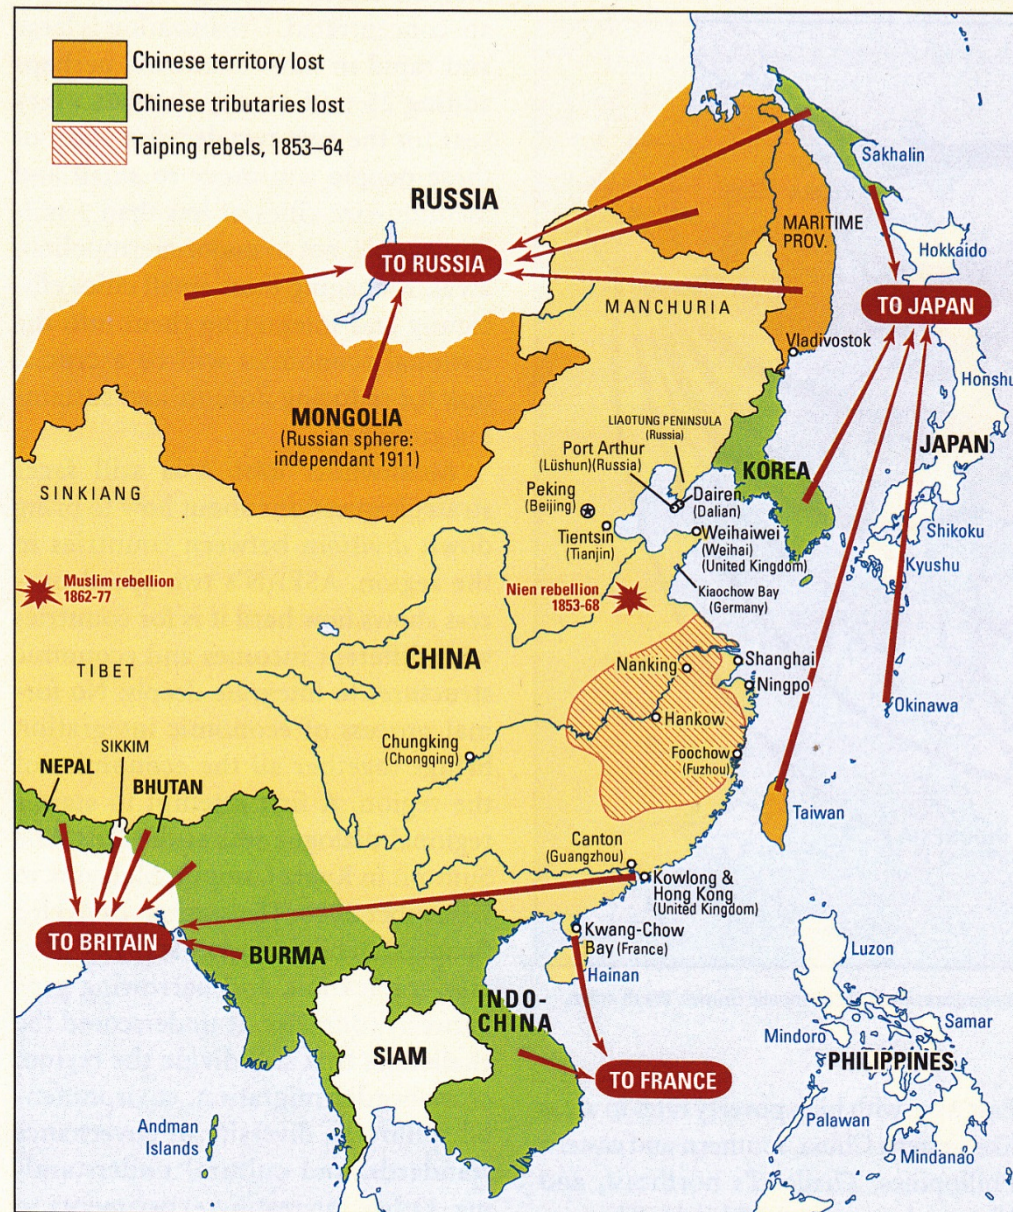 Chinese territory lost
Chinese tributaries lost
Taiping rebels, 1853–64
RUSSIA
TO RUSSIA
Sakhalin
MARITIME
PROV.
Hokkaido
TO JAPAN
MANCHURIA
Vladivostok
Honshu
MONGOLIA
(Russian sphere:
independant 1911)
LIAOTUNG PENINSULA
(Russia)
Port Arthur
(Lüshun)(Russia)
KOREA
JAPAN
SINKIANG
Peking
(Beijing)
Dairen
(Dalian)
Tientsin
(Tianjin)
Weihaiwei
(Weihai)
(United Kingdom)
Shikoku
Kyushu
Muslim rebellion
1862-77
Nien rebellion
1853-68
Kiaochow Bay
(Germany)
CHINA
TIBET
Nanking
Shanghai
Ningpo
Okinawa
Hankow
Chungking
(Chongqing)
Foochow
(Fuzhou)
SIKKIM
NEPAL
BHUTAN
Taiwan
Canton
(Guangzhou)
Kowlong &
Hong Kong
(United Kingdom)
TO BRITAIN
BURMA
Kwang-Chow
Bay (France)
Hainan
Luzon
INDO-
CHINA
SIAM
TO FRANCE
Mindoro
Samar
PHILIPPINES
Andman
Islands
Palawan
Mindanao